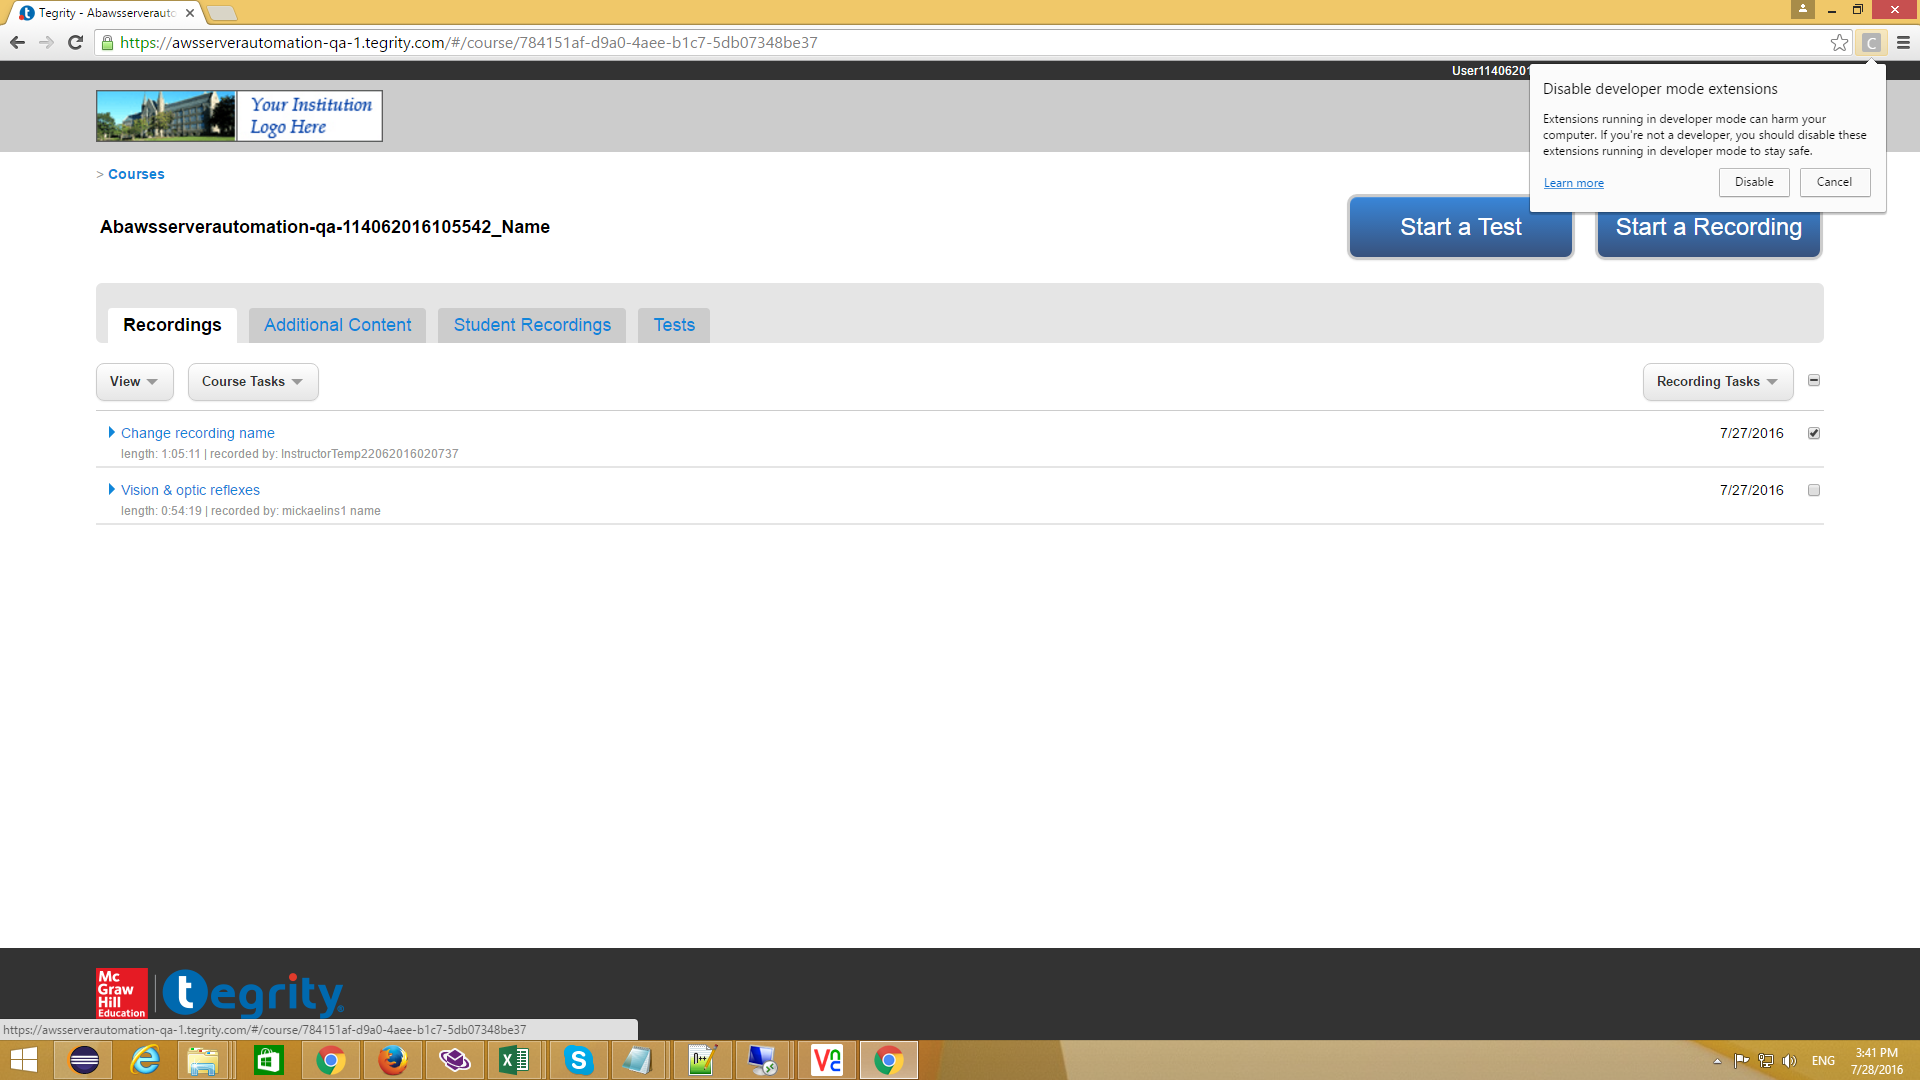 Tegrity - Abawsserverauto
https://awsserverautomation-qa-1.tegrity.com/#/course/784151af-d9a0-4aee-b1c7-5db07348be37
C
User11406201
Disable developer mode extensions
Extensions running in developer mode can harm your
computer. If you're not a developer, you should disable these
extensions running in developer mode to stay safe.
Learn more
Disable
Cancel
Your Institution
Logo Here
> Courses
Abawsserverautomation-qa-114062016105542_Name
Start a Test
Start a Recording
Recordings
Additional Content
Student Recordings
Tests
View
Course Tasks
Recording Tasks
Change recording name
7/27/2016
length: 1:05:11 | recorded by: InstructorTemp22062016020737
Vision & optic reflexes
7/27/2016
length: 0:54:19 | recorded by: mickaelins1 name
Mc
Graw
Hill
Education
tegrity
https://awsserverautomation-qa-1.tegrity.com/#/course/784151af-d9a0-4aee-b1c7-5db07348be37
ENG
3:41 PM
7/28/2016